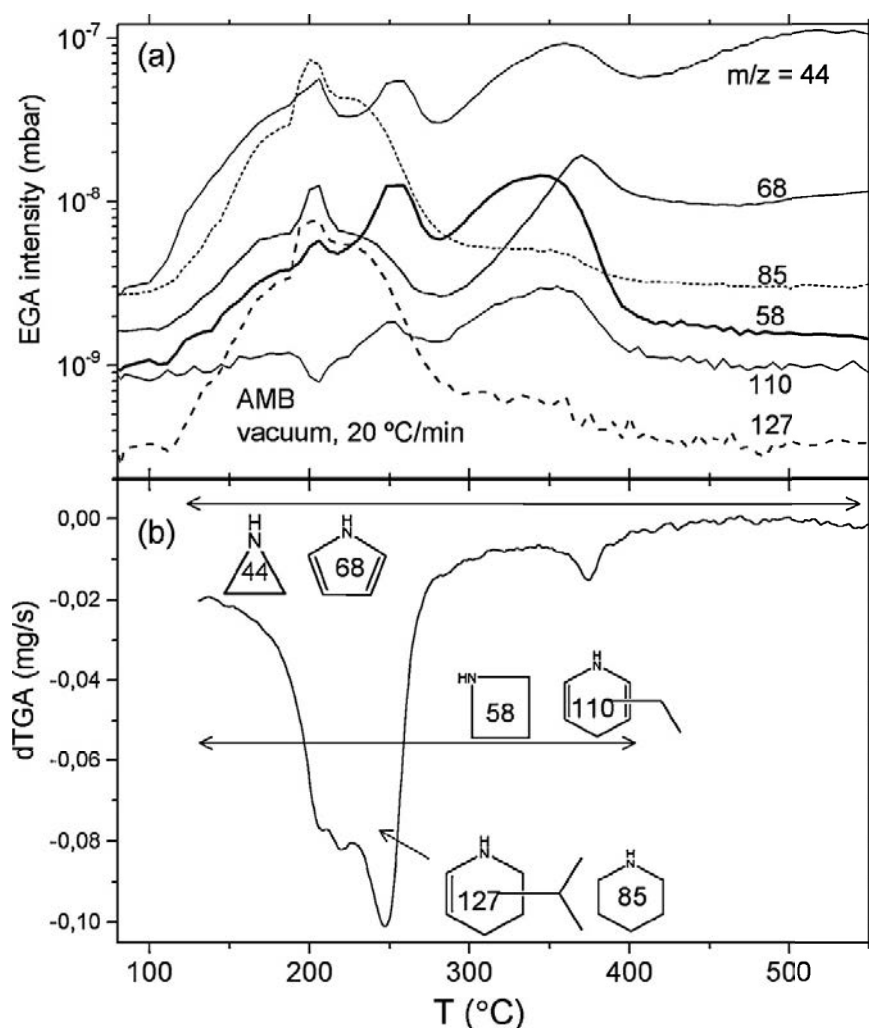 (a)
10⁻⁷
10⁻⁸
10⁻⁹
EGA intensity (mbar)
m/z = 44
68
85
58
110
127
AMB
vacuum, 20 ºC/min
(b)
0,00
-0,02
-0,04
-0,06
-0,08
-0,10
dTGA (mg/s)
H
N
44
H
N
68
HN
58
H
N
110
H
N
127
H
N
85
100 200 300 400 500
T (°C)